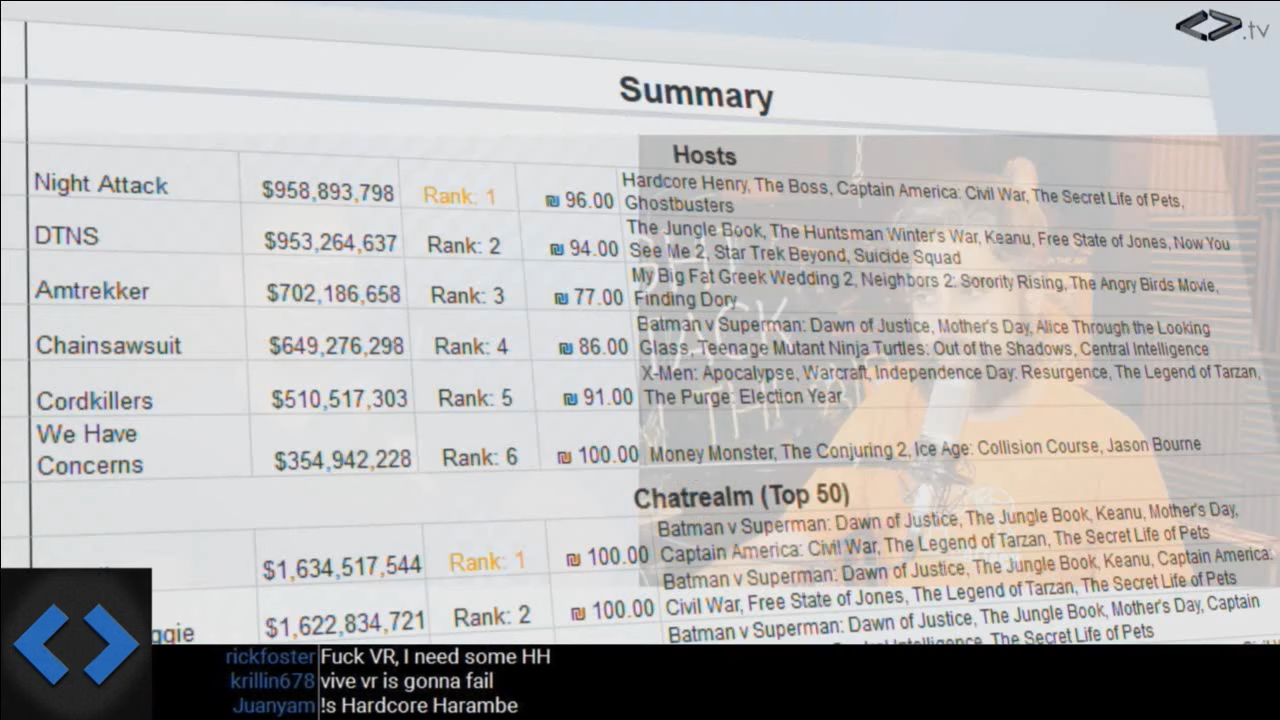 .tv
Summary
Hosts
Night Attack $958,893,798 Rank: 1 ₪ 96.00 Hardcore Henry, The Boss, Captain America: Civil War, The Secret Life of Pets,
Ghostbusters
DTNS $953,264,637 Rank: 2 ₪ 94.00 The Jungle Book, The Huntsman Winter's War, Keanu, Free State of Jones, Now You
See Me 2, Star Trek Beyond, Suicide Squad
Amtrekker $702,186,658 Rank: 3 ₪ 77.00 My Big Fat Greek Wedding 2, Neighbors 2: Sorority Rising, The Angry Birds Movie,
Finding Dory
Chainsawsuit $649,276,298 Rank: 4 ₪ 86.00 Batman v Superman: Dawn of Justice, Mother's Day, Alice Through the Looking
Glass, Teenage Mutant Ninja Turtles: Out of the Shadows, Central Intelligence
Cordkillers $510,517,303 Rank: 5 ₪ 91.00 X-Men: Apocalypse, Warcraft, Independence Day: Resurgence, The Legend of Tarzan,
The Purge: Election Year
We Have
Concerns $354,942,228 Rank: 6 ₪ 100.00 Money Monster, The Conjuring 2, Ice Age: Collision Course, Jason Bourne
Chatrealm (Top 50)
$1,634,517,544 Rank: 1 ₪ 100.00 Batman v Superman: Dawn of Justice, The Jungle Book, Keanu, Mother's Day,
Captain America: Civil War, The Legend of Tarzan, The Secret Life of Pets
ggie $1,622,834,721 Rank: 2 ₪ 100.00 Batman v Superman: Dawn of Justice, The Jungle Book, Keanu, Captain America:
Civil War, Free State of Jones, The Legend of Tarzan, The Secret Life of Pets
Batman v Superman: Dawn of Justice, The Jungle Book, Mother's Day, Captain
Intelligence, The Secret Life of Pets
rickfoster Fuck VR, I need some HH
krillin678 vive vr is gonna fail
Juanyam !s Hardcore Harambe